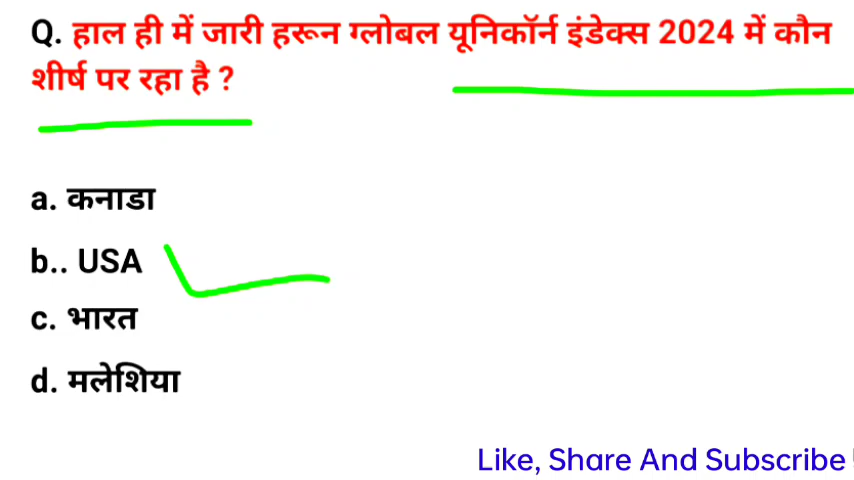 Q. हाल ही में जारी हरून ग्लोबल यूनिकॉर्न इंडेक्स 2024 में कौन
शीर्ष पर रहा है ?
a. कनाडा
b.. USA
c. भारत
d. मलेशिया
Like, Share And Subscribe